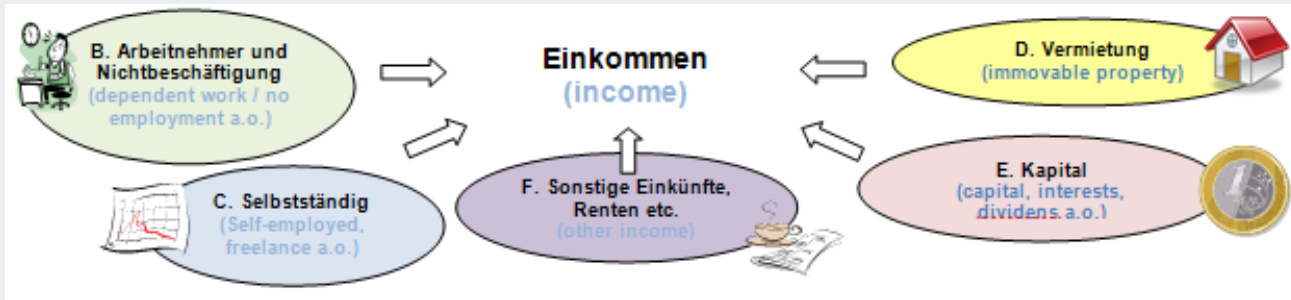 B. Arbeitnehmer und
Nichtbeschäftigung
(dependent work / no
employment a.o.)
Einkommen
(income)
D. Vermietung
(immovable property)
C. Selbstständig
(Self-employed,
freelance a.o.)
F. Sonstige Einkünfte,
Renten etc.
(other income)
E. Kapital
(capital, interests,
dividens a.o.)
1